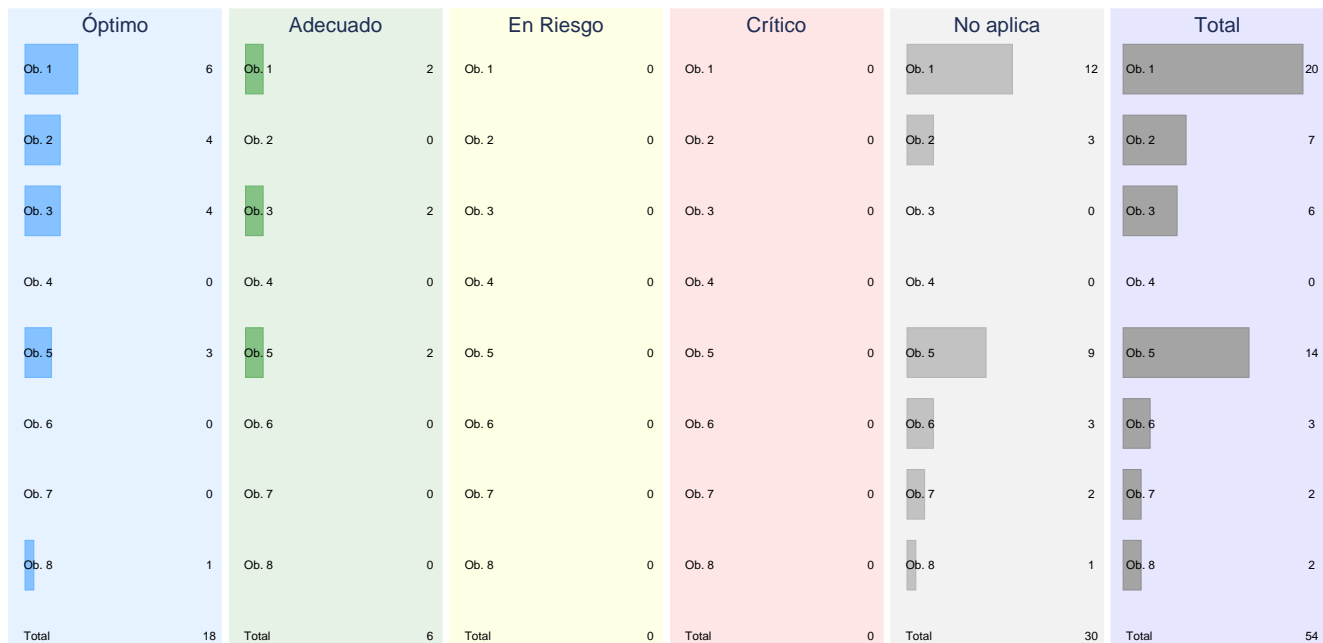 Óptimo Adecuado En Riesgo Crítico No aplica Total
Ob. 1 6 Ob. 1 2 Ob. 1 0 Ob. 1 0 Ob. 1 12 Ob. 1 20
Ob. 2 4 Ob. 2 0 Ob. 2 0 Ob. 2 0 Ob. 2 3 Ob. 2 7
Ob. 3 4 Ob. 3 2 Ob. 3 0 Ob. 3 0 Ob. 3 0 Ob. 3 6
Ob. 4 0 Ob. 4 0 Ob. 4 0 Ob. 4 0 Ob. 4 0 Ob. 4 0
Ob. 5 3 Ob. 5 2 Ob. 5 0 Ob. 5 0 Ob. 5 9 Ob. 5 14
Ob. 6 0 Ob. 6 0 Ob. 6 0 Ob. 6 0 Ob. 6 3 Ob. 6 3
Ob. 7 0 Ob. 7 0 Ob. 7 0 Ob. 7 0 Ob. 7 2 Ob. 7 2
Ob. 8 1 Ob. 8 0 Ob. 8 0 Ob. 8 0 Ob. 8 1 Ob. 8 2
Total 18 Total 6 Total 0 Total 0 Total 30 Total 54